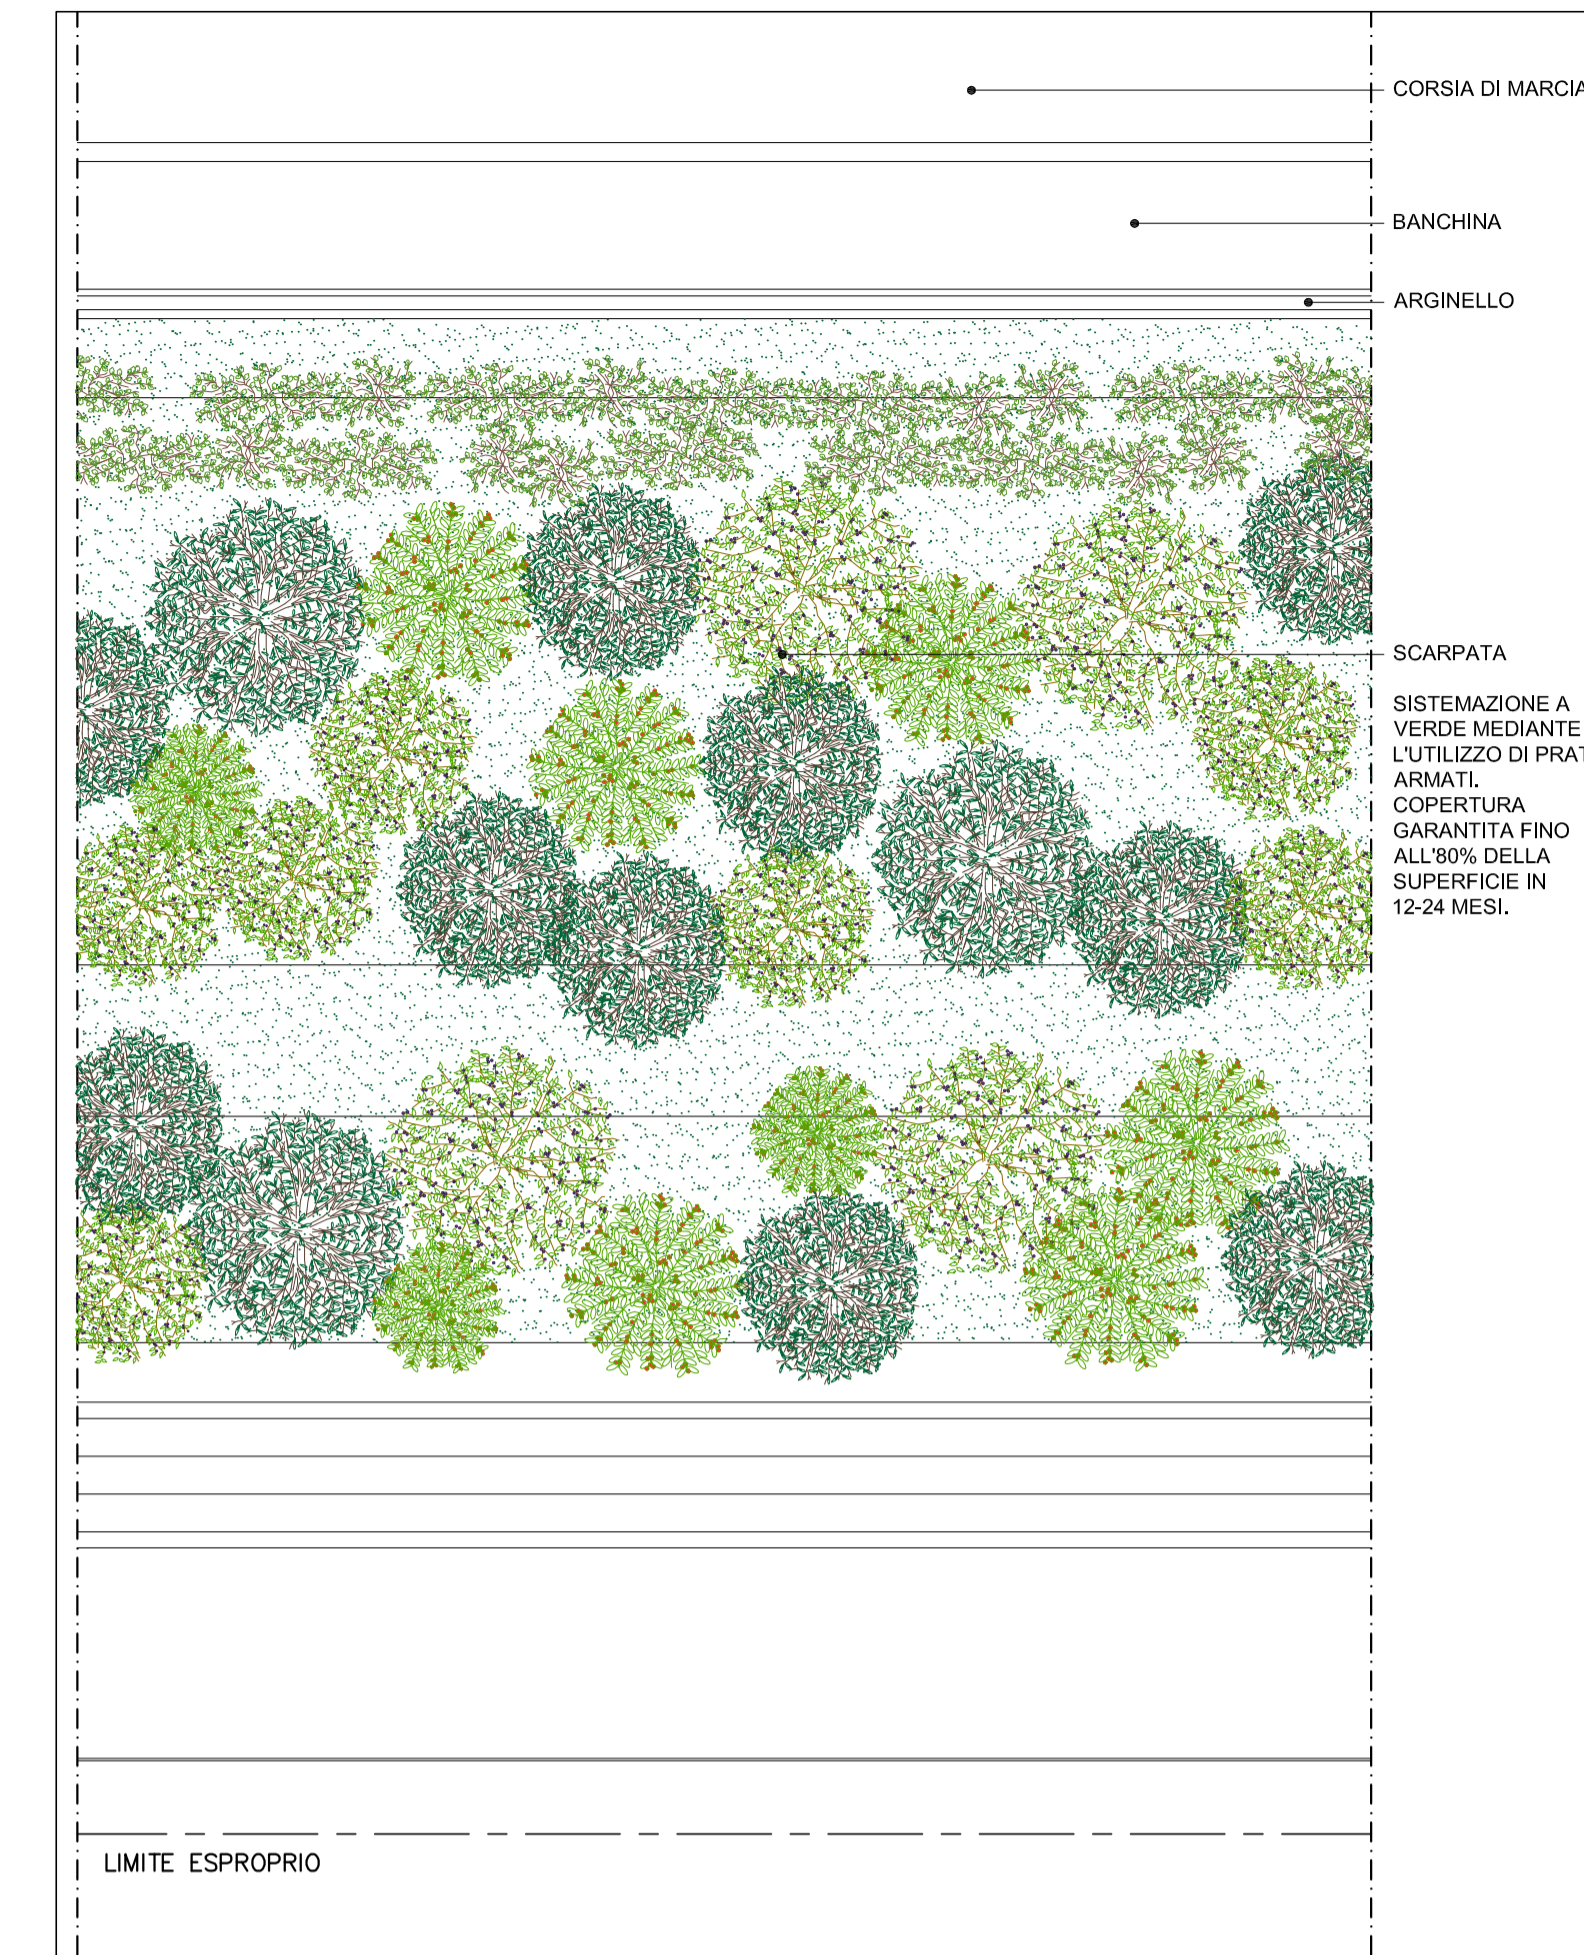 CORSIA DI MARCIA
BANCHINA
ARGINELLO
SCARPATA
SISTEMAZIONE A
VERDE MEDIANTE
L'UTILIZZO DI PRAT
ARMATI.
COPERTURA
GARANTITA FINO
ALL'80% DELLA
SUPERFICIE IN
12-24 MESI.
LIMITE ESPROPRIO